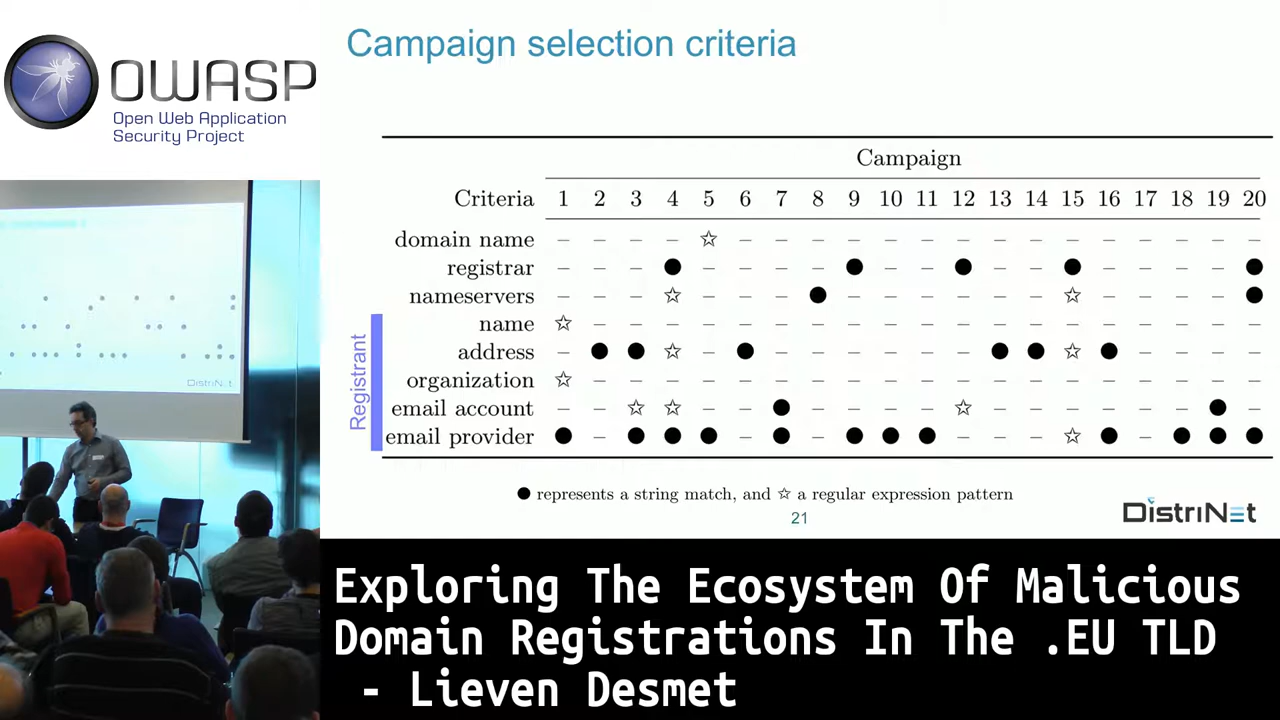 Campaign selection criteria
OWASP
Open Web Application
Security Project
Campaign
Criteria 1 2 3 4 5 6 7 8 9 10 11 12 13 14 15 16 17 18 19 20
domain name – – – – ☆ – – – – – – – – – – – – – – –
registrar – – – ● – – – – ● – – ● – – ● – – – – ●
nameservers – – – ☆ – – – ● – – – – – – ☆ – – – – ●
name ☆ – – – – – – – – – – – – – – – – – – –
address – ● ● ☆ – ● – – – – – – ● ● ☆ ● – – – –
organization ☆ – – – – – – – – – – – – – – – – – – –
email account – – ☆ ☆ – – ● – – – – ☆ – – – – – – ● –
email provider ● – ● ● ● – ● – ● ● ● – – – ☆ ● – ● ● ●
Registrant
● represents a string match, and ☆ a regular expression pattern
21
DistriNet
DistriNet
Exploring The Ecosystem Of Malicious
Domain Registrations In The .EU TLD
- Lieven Desmet